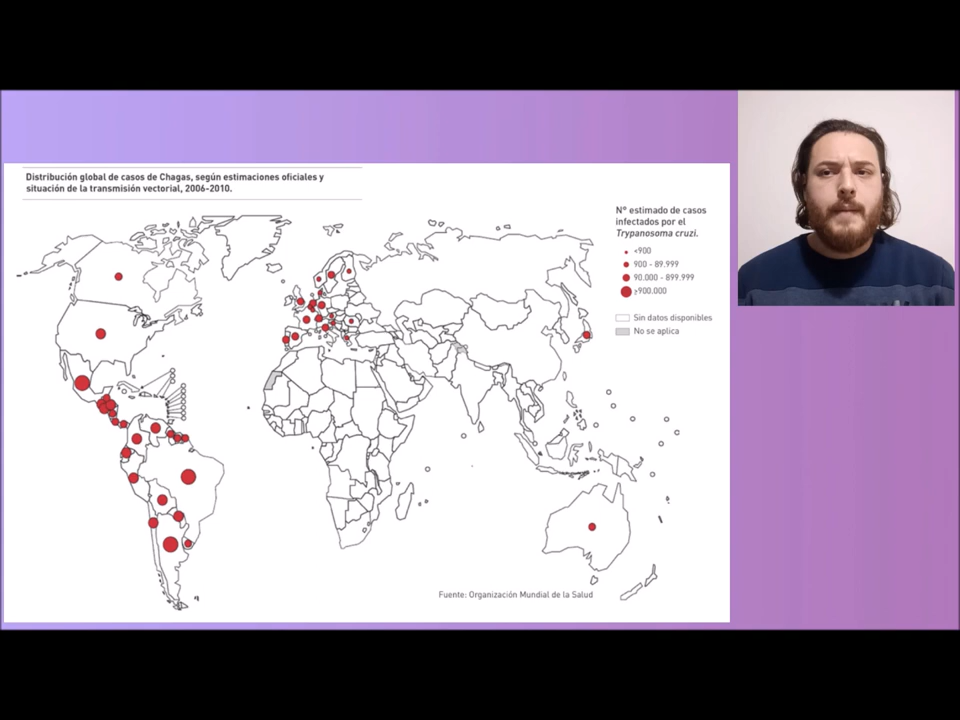 Distribución global de casos de Chagas, según estimaciones oficiales y
situación de la transmisión vectorial, 2006-2010.
Nº estimado de casos
infectados por el
Trypanosoma cruzi.
<900
900 - 89.999
90.000 - 899.999
≥900.000
Sin datos disponibles
No se aplica
Fuente: Organización Mundial de la Salud